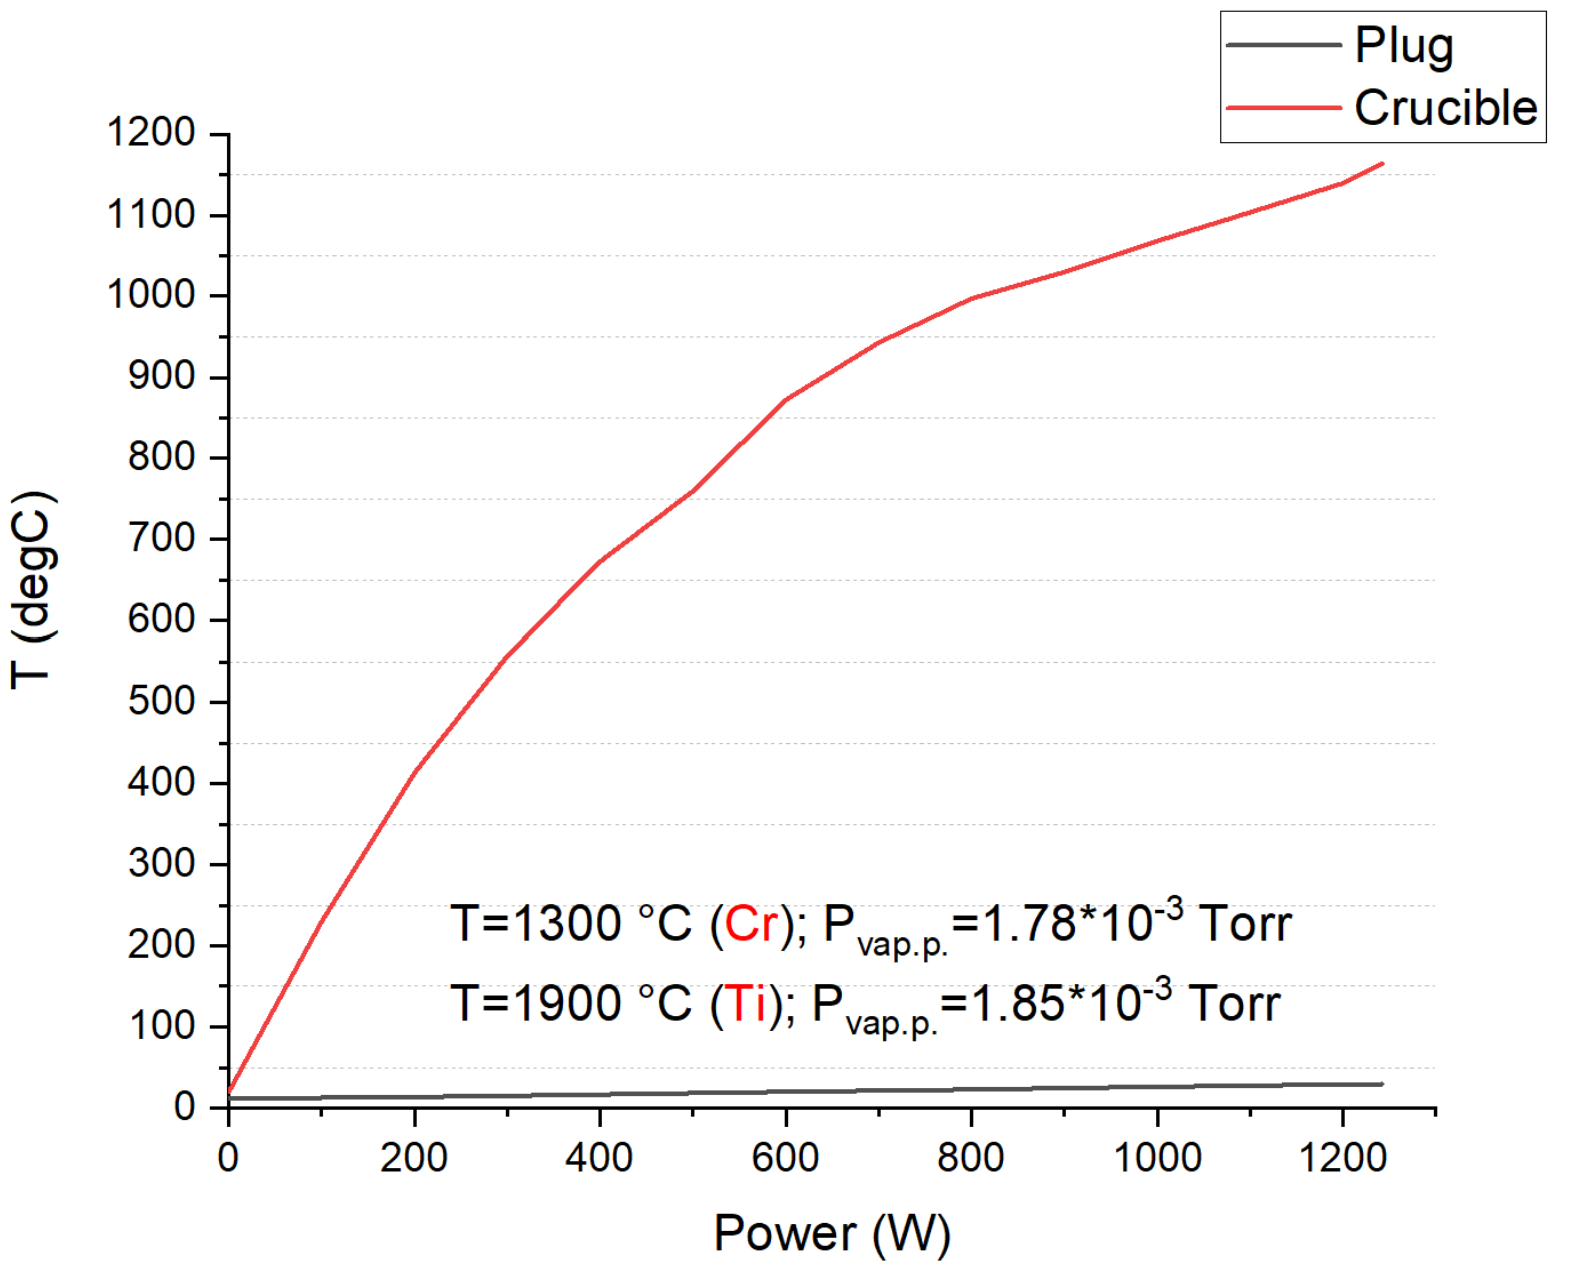 Plug
Crucible
1200
1100
1000
900
800
700
600
500
400
300
200
100
0
T (degC)
T=1300 °C (Cr); Pvap.p.=1.78*10-3 Torr
T=1900 °C (Ti); Pvap.p.=1.85*10-3 Torr
0 200 400 600 800 1000 1200
Power (W)